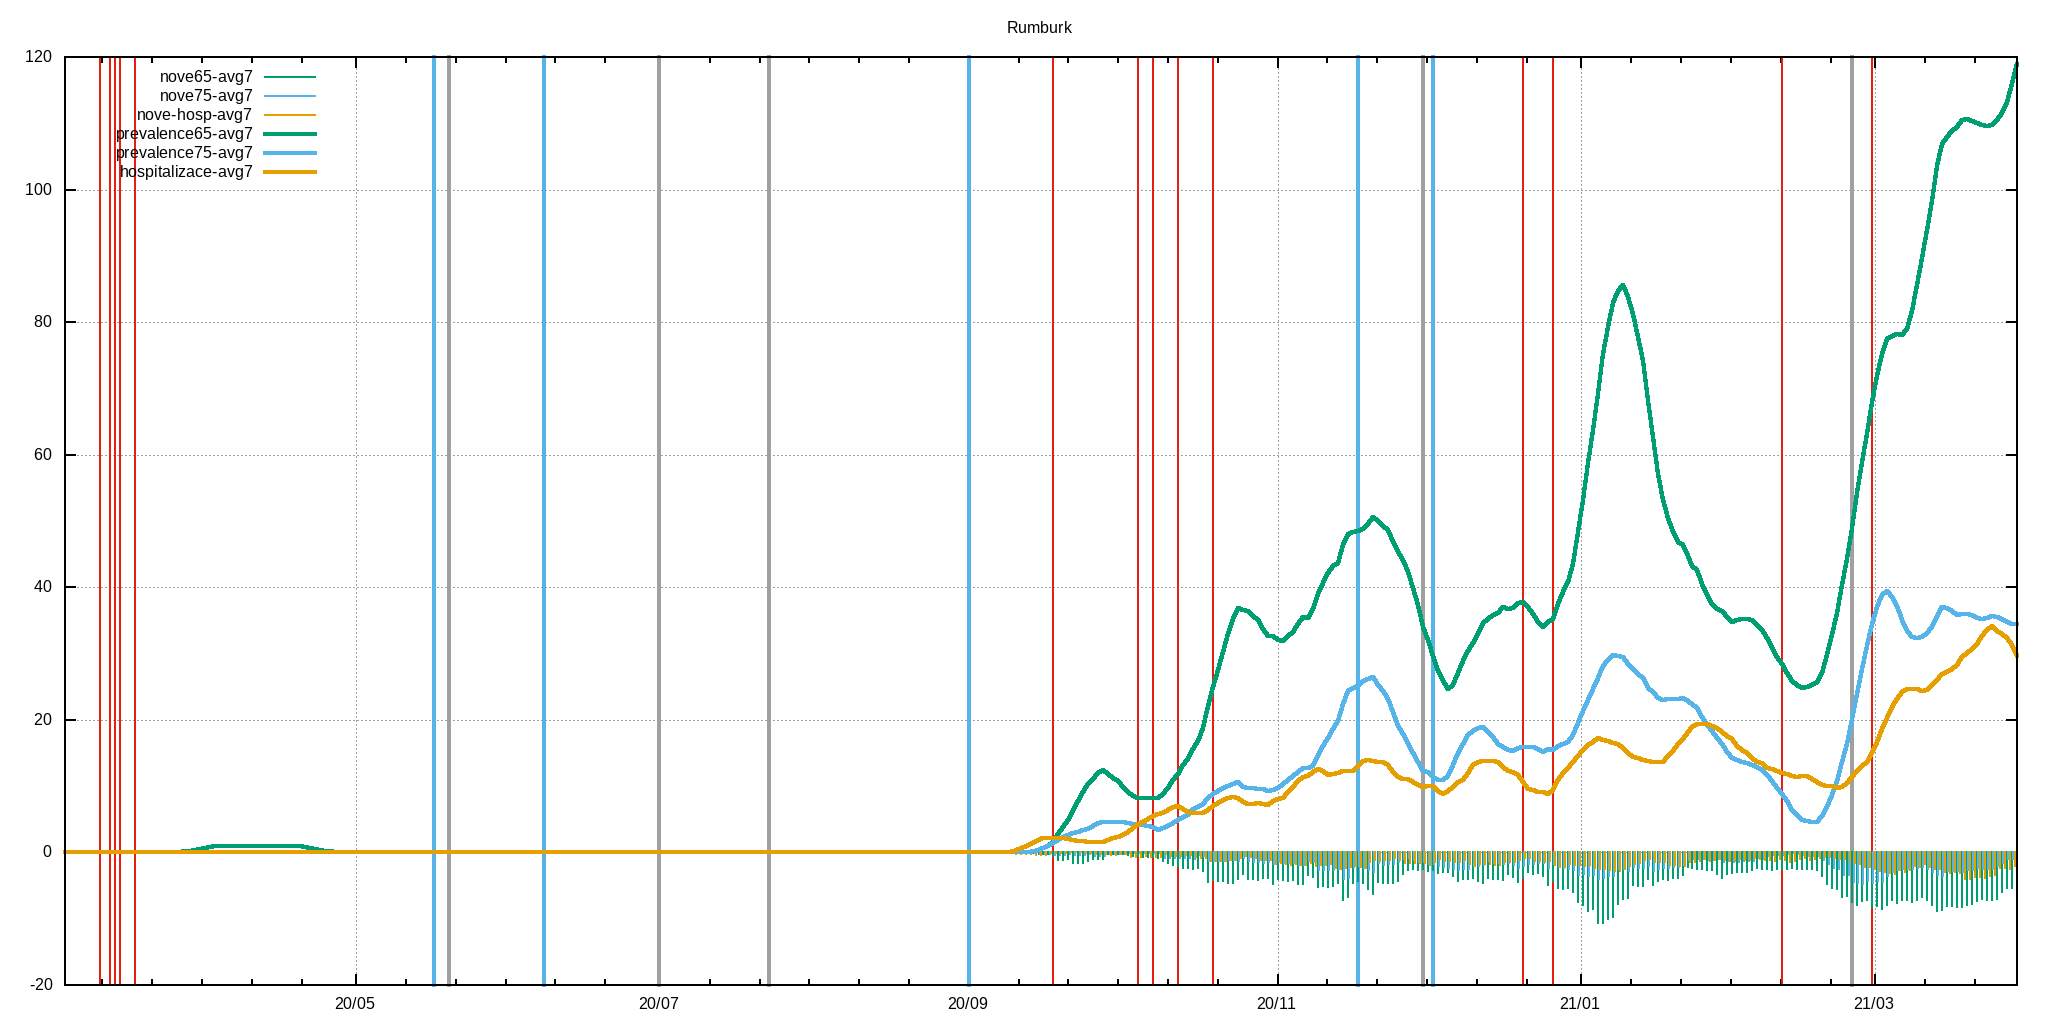 Rumburk
120
nove65-avg7
nove75-avg7
nove-hosp-avg7
prevalence65-avg7
prevalence75-avg7
hospitalizace-avg7
100
80
60
40
20
0
-20
20/05 20/07 20/09 20/11 21/01 21/03